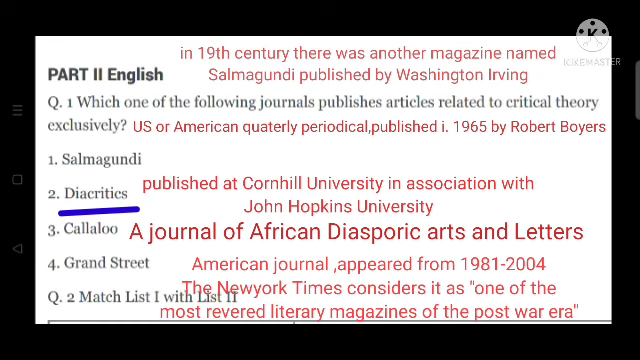 in 19th century there was another magazine named
KINEMASTER
PART II English
Salmagundi published by Washington Irving
Q. 1 Which one of the following journals publishes articles related to critical theory
exclusively? US or American quaterly periodical,published i. 1965 by Robert Boyers
1. Salmagundi
2. Diacritics
published at Cornhill University in association with
John Hopkins University
3. Callaloo
A journal of African Diasporic arts and Letters
4. Grand Street
American journal ,appeared from 1981-2004
The Newyork Times considers it as "one of the
Q. 2 Match List I with List II
most revered literary magazines of the post war era"